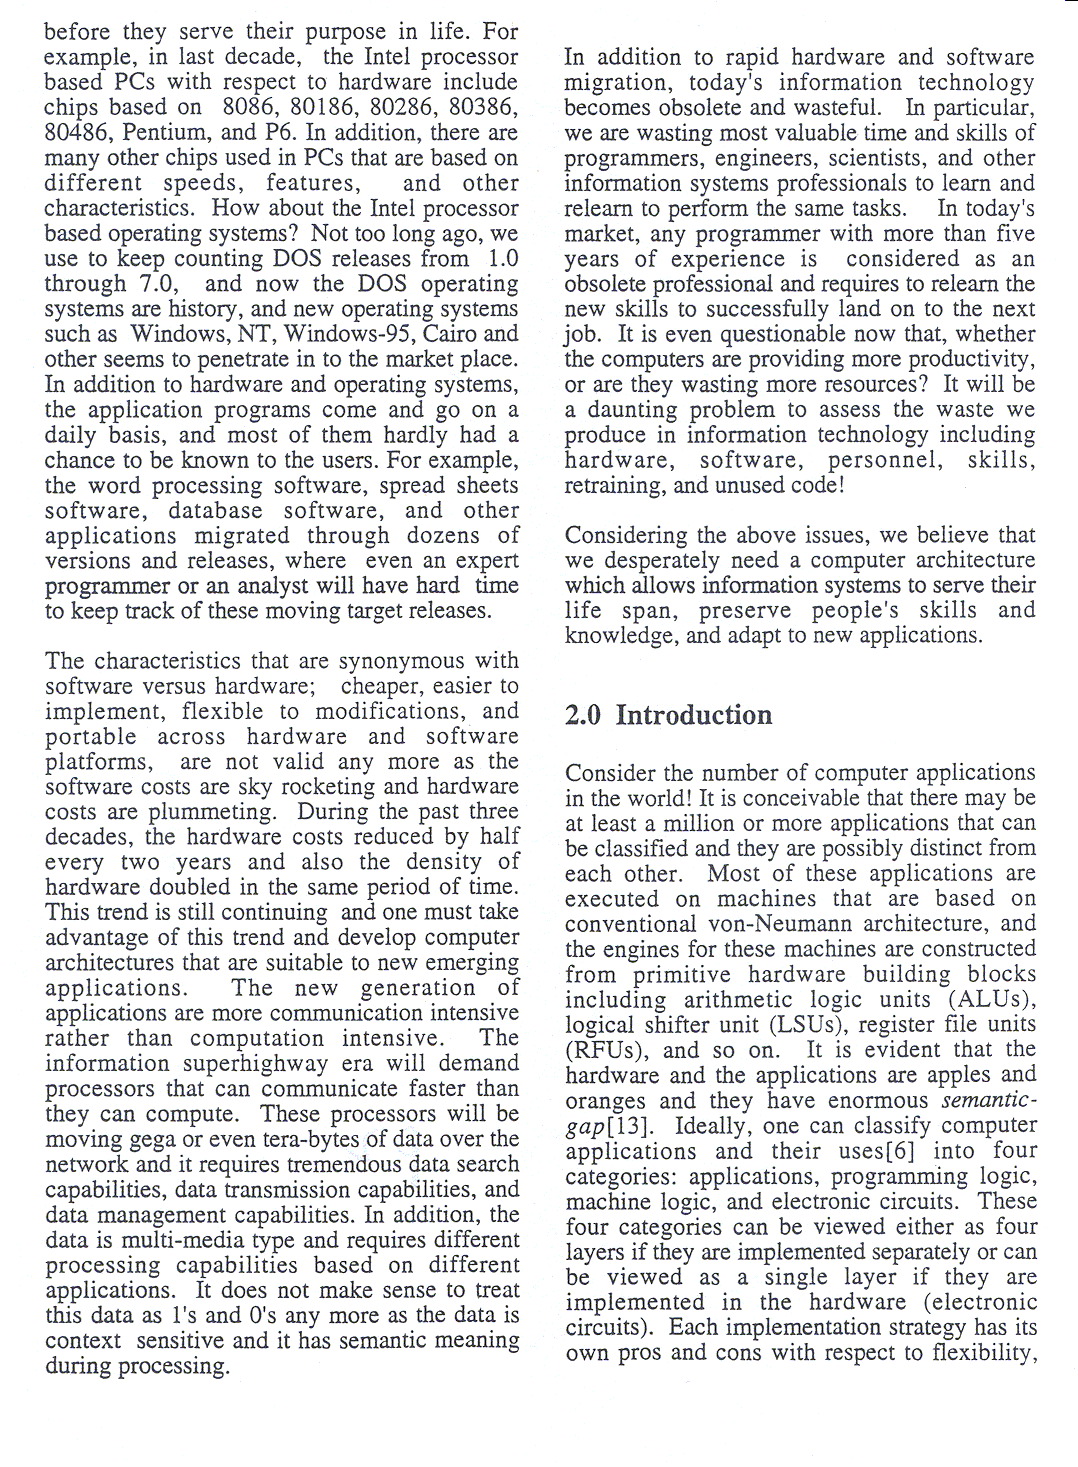 before they serve their purpose in life. For
example, in last decade, the Intel processor
based PCs with respect to hardware include
chips based on 8086, 80186, 80286, 80386,
80486, Pentium, and P6. In addition, there are
many other chips used in PCs that are based on
different speeds, features, and other
characteristics. How about the Intel processor
based operating systems? Not too long ago, we
use to keep counting DOS releases from 1.0
through 7.0, and now the DOS operating
systems are history, and new operating systems
such as Windows, NT, Windows-95, Cairo and
other seems to penetrate in to the market place.
In addition to hardware and operating systems,
the application programs come and go on a
daily basis, and most of them hardly had a
chance to be known to the users. For example,
the word processing software, spread sheets
software, database software, and other
applications migrated through dozens of
versions and releases, where even an expert
programmer or an analyst will have hard time
to keep track of these moving target releases.
The characteristics that are synonymous with
software versus hardware; cheaper, easier to
implement, flexible to modifications, and
portable across hardware and software
platforms, are not valid any more as the
software costs are sky rocketing and hardware
costs are plummeting. During the past three
decades, the hardware costs reduced by half
every two years and also the density of
hardware doubled in the same period of time.
This trend is still continuing and one must take
advantage of this trend and develop computer
architectures that are suitable to new emerging
applications. The new generation of
applications are more communication intensive
rather than computation intensive. The
information superhighway era will demand
processors that can communicate faster than
they can compute. These processors will be
moving gega or even tera-bytes of data over the
network and it requires tremendous data search
capabilities, data transmission capabilities, and
data management capabilities. In addition, the
data is multi-media type and requires different
processing capabilities based on different
applications. It does not make sense to treat
this data as 1's and 0's any more as the data is
context sensitive and it has semantic meaning
during processing.
In addition to rapid hardware and software
migration, today's information technology
becomes obsolete and wasteful. In particular,
we are wasting most valuable time and skills of
programmers, engineers, scientists, and other
information systems professionals to learn and
relearn to perform the same tasks. In today's
market, any programmer with more than five
years of experience is considered as an
obsolete professional and requires to relearn the
new skills to successfully land on to the next
job. It is even questionable now that, whether
the computers are providing more productivity,
or are they wasting more resources? It will be
a daunting problem to assess the waste we
produce in information technology including
hardware, software, personnel, skills,
retraining, and unused code!
Considering the above issues, we believe that
we desperately need a computer architecture
which allows information systems to serve their
life span, preserve people's skills and
knowledge, and adapt to new applications.
2.0 Introduction
Consider the number of computer applications
in the world! It is conceivable that there may be
at least a million or more applications that can
be classified and they are possibly distinct from
each other. Most of these applications are
executed on machines that are based on
conventional von-Neumann architecture, and
the engines for these machines are constructed
from primitive hardware building blocks
including arithmetic logic units (ALUs),
logical shifter unit (LSUs), register file units
(RFUs), and so on. It is evident that the
hardware and the applications are apples and
oranges and they have enormous semantic-
gap[13]. Ideally, one can classify computer
applications and their uses[6] into four
categories: applications, programming logic,
machine logic, and electronic circuits. These
four categories can be viewed either as four
layers if they are implemented separately or can
be viewed as a single layer if they are
implemented in the hardware (electronic
circuits). Each implementation strategy has its
own pros and cons with respect to flexibility,